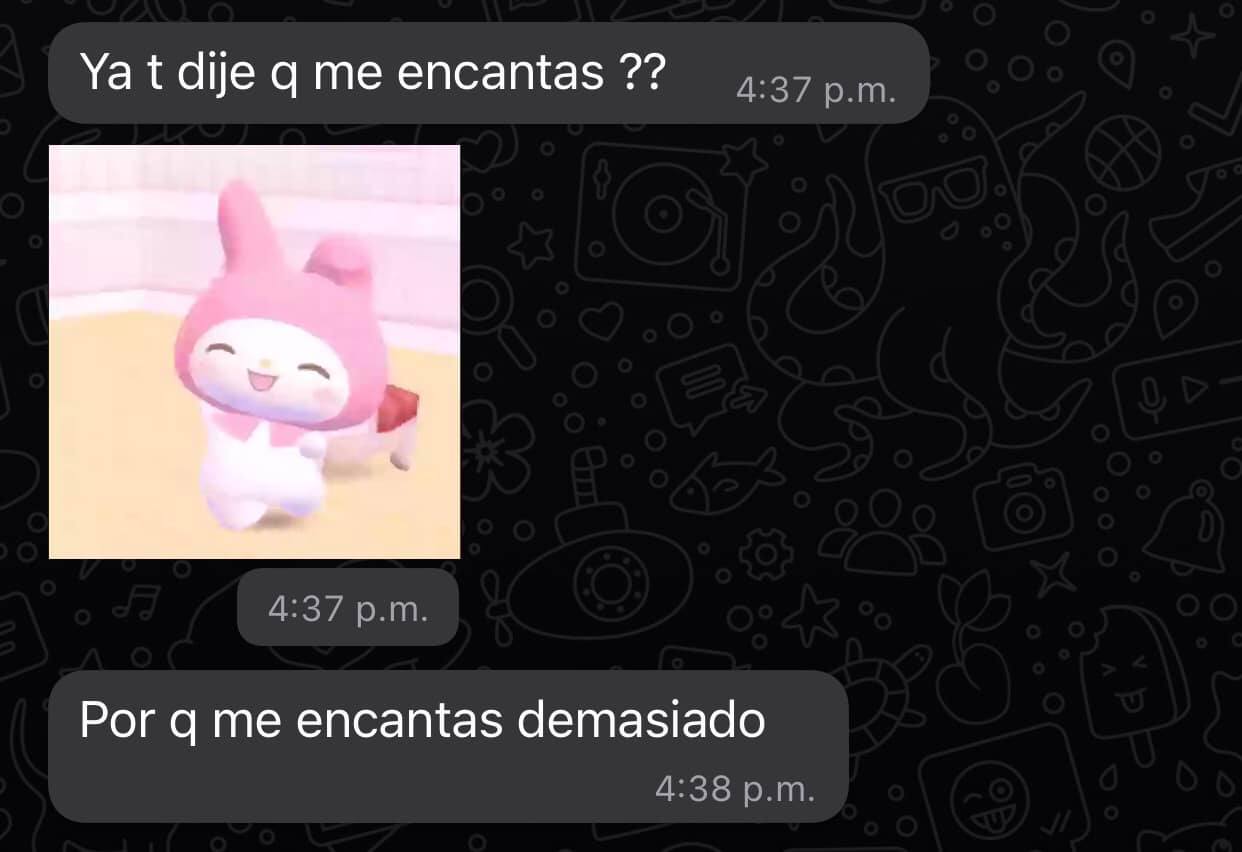 Ya t dije q me encantas ??
4:37 p.m.
4:37 p.m.
Por q me encantas demasiado
4:38 p.m.